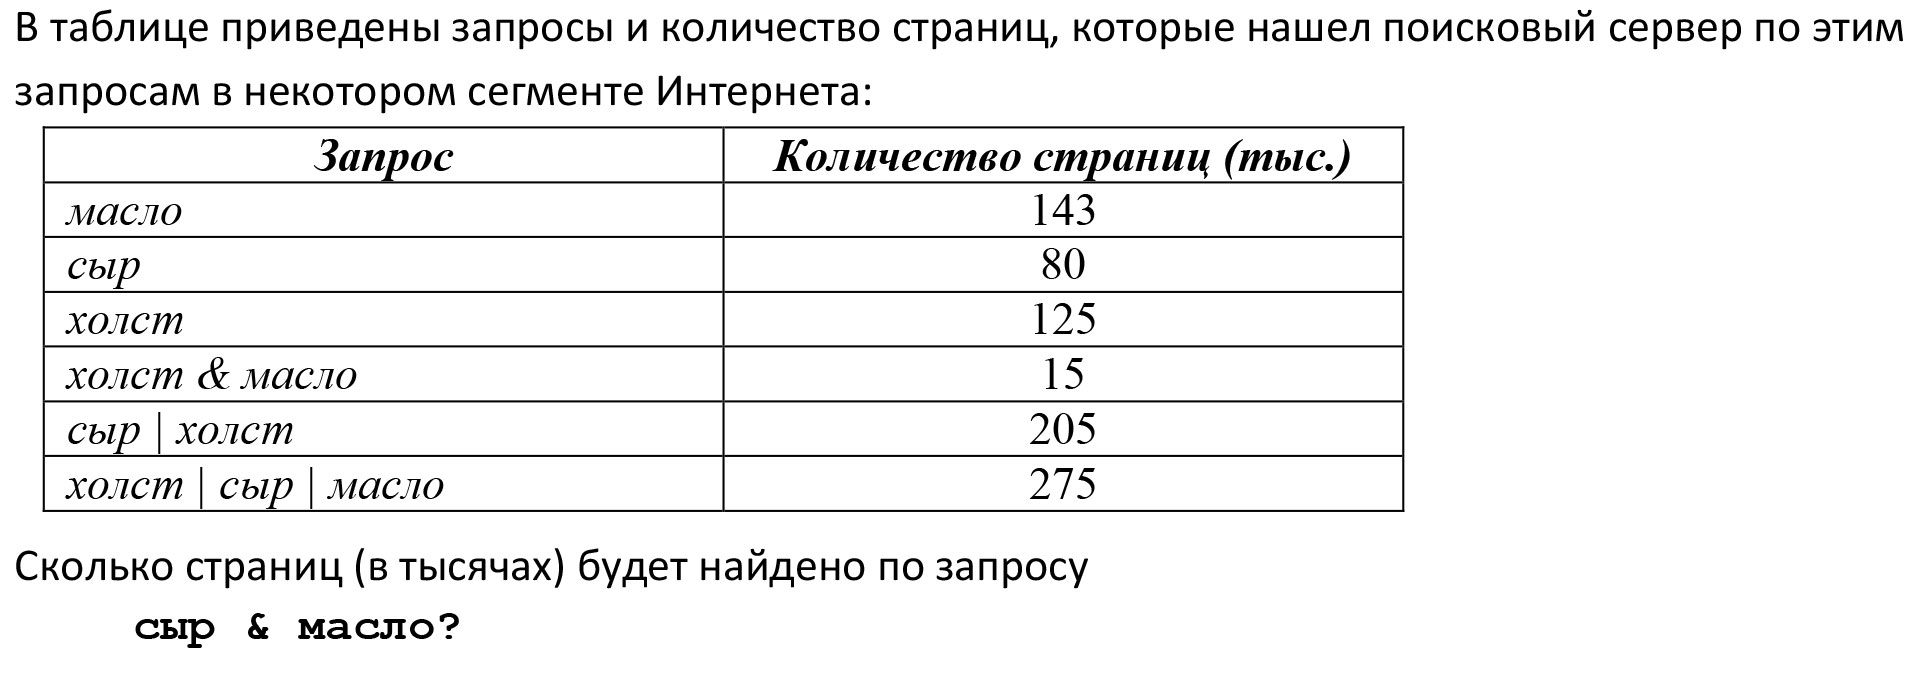 В таблице приведены запросы и количество страниц, которые нашел поисковый сервер по этим
запросам в некотором сегменте Интернета:
Запрос Количество страниц (тыс.)
масло 143
сыр 80
холст 125
холст & масло 15
сыр | холст 205
холст | сыр | масло 275
Сколько страниц (в тысячах) будет найдено по запросу
сыр & масло?